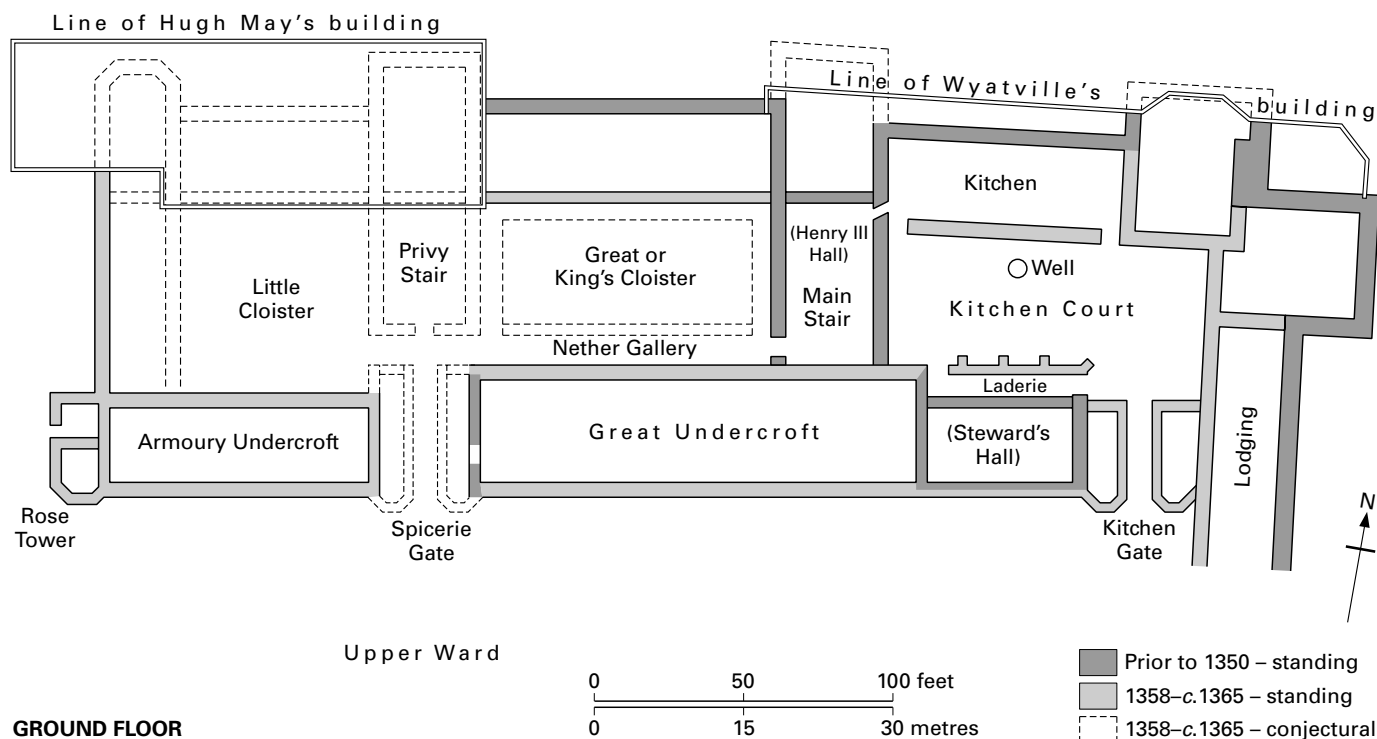 Line of Hugh May's building
Line of Wyatville's building
Kitchen
Privy
Stair
Great or
King's Cloister
(Henry III
Hall)
Main
Stair
Well
Little
Cloister
Kitchen Court
Nether Gallery
Laderie
Armoury Undercroft
Great Undercroft
(Steward's
Hall)
Lodging
Rose
Tower
Spicerie
Gate
Kitchen
Gate
N
Upper Ward
0 50 100 feet
0 15 30 metres
Prior to 1350 – standing
1358–c.1365 – standing
1358–c.1365 – conjectural
GROUND FLOOR